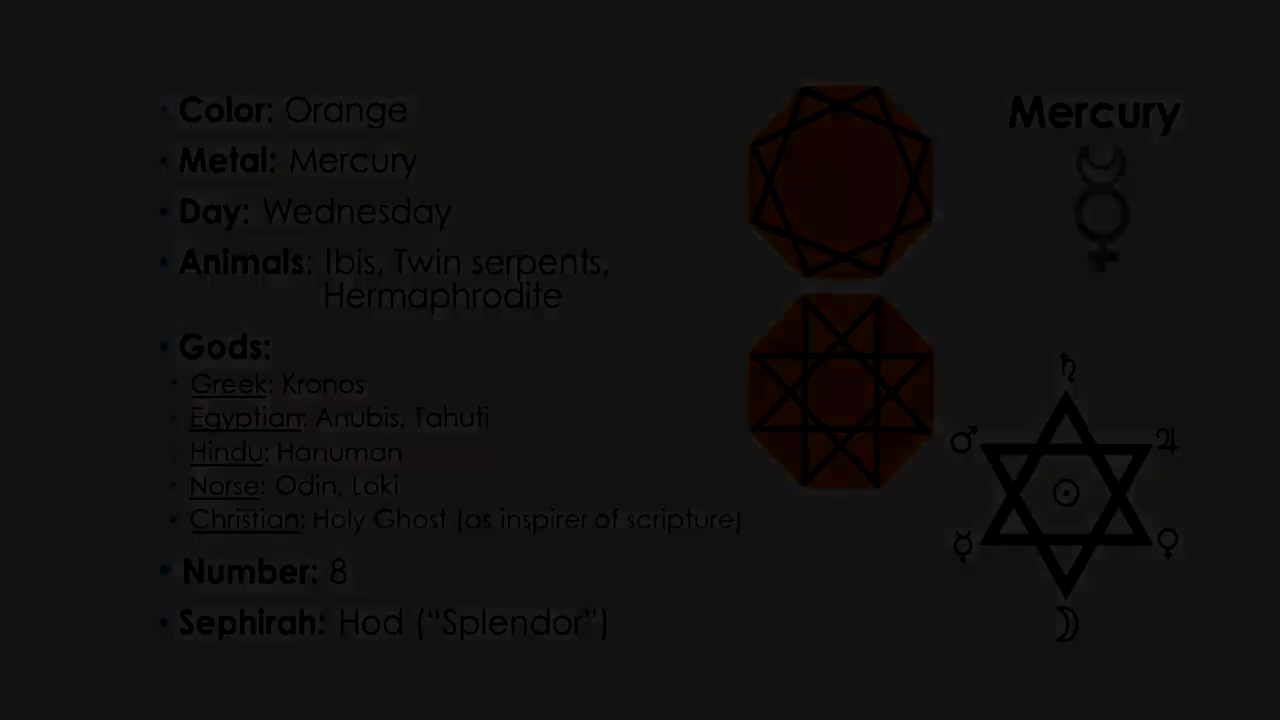 • Color: Orange
• Metal: Mercury
• Day: Wednesday
• Animals: Ibis, Twin serpents,
Hermaphrodite
• Gods:
• Greek: Kronos
• Egyptian: Anubis, Tahuti
• Hindu: Hanuman
• Norse: Odin, Loki
• Christian: Holy Ghost (as inspirer of scripture)
• Number: 8
• Sephirah: Hod (“Splendor”)
Mercury
☿
♄
♂ ♃
☉
☿ ♀
☽